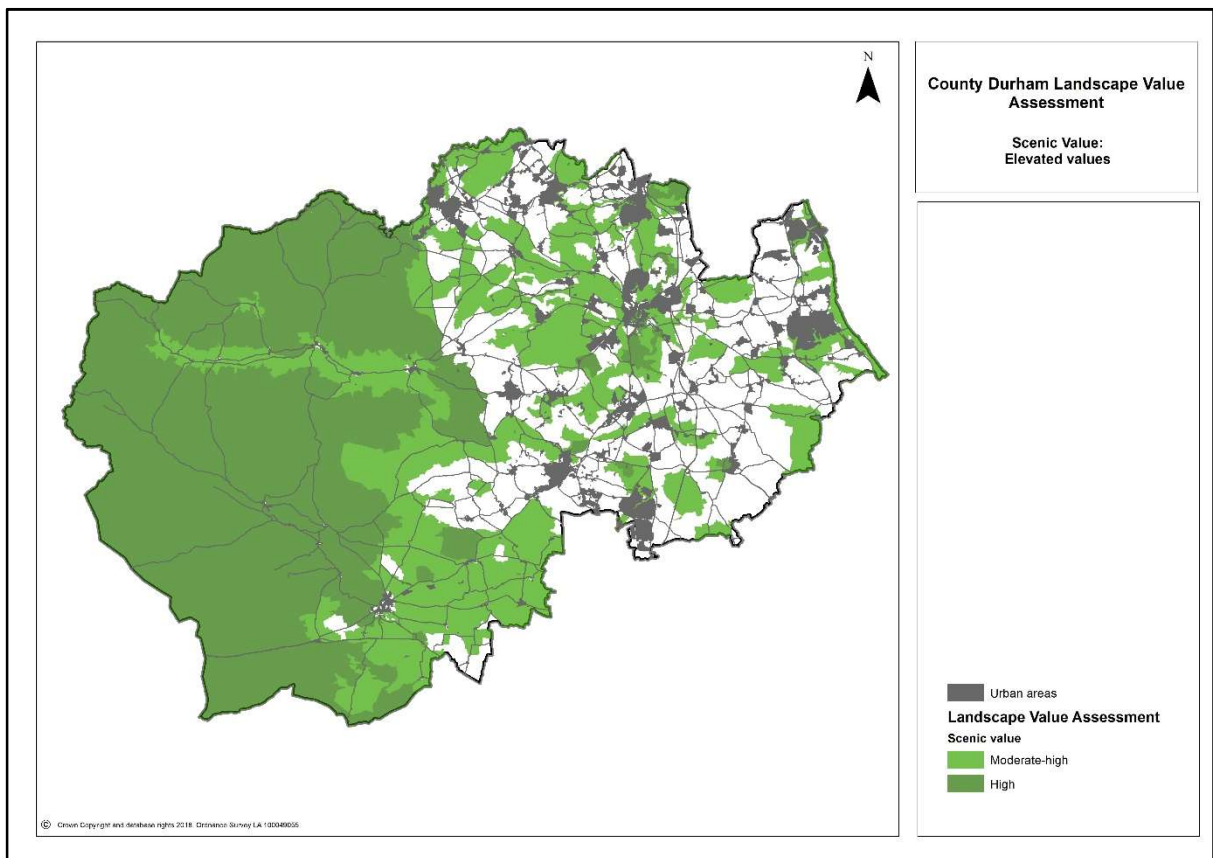 N
County Durham Landscape Value
Assessment
Scenic Value:
Elevated values
Urban areas
Landscape Value Assessment
Scenic value
Moderate-high
High
© Crown Copyright and database rights 2018. Ordnance Survey LA 100049055